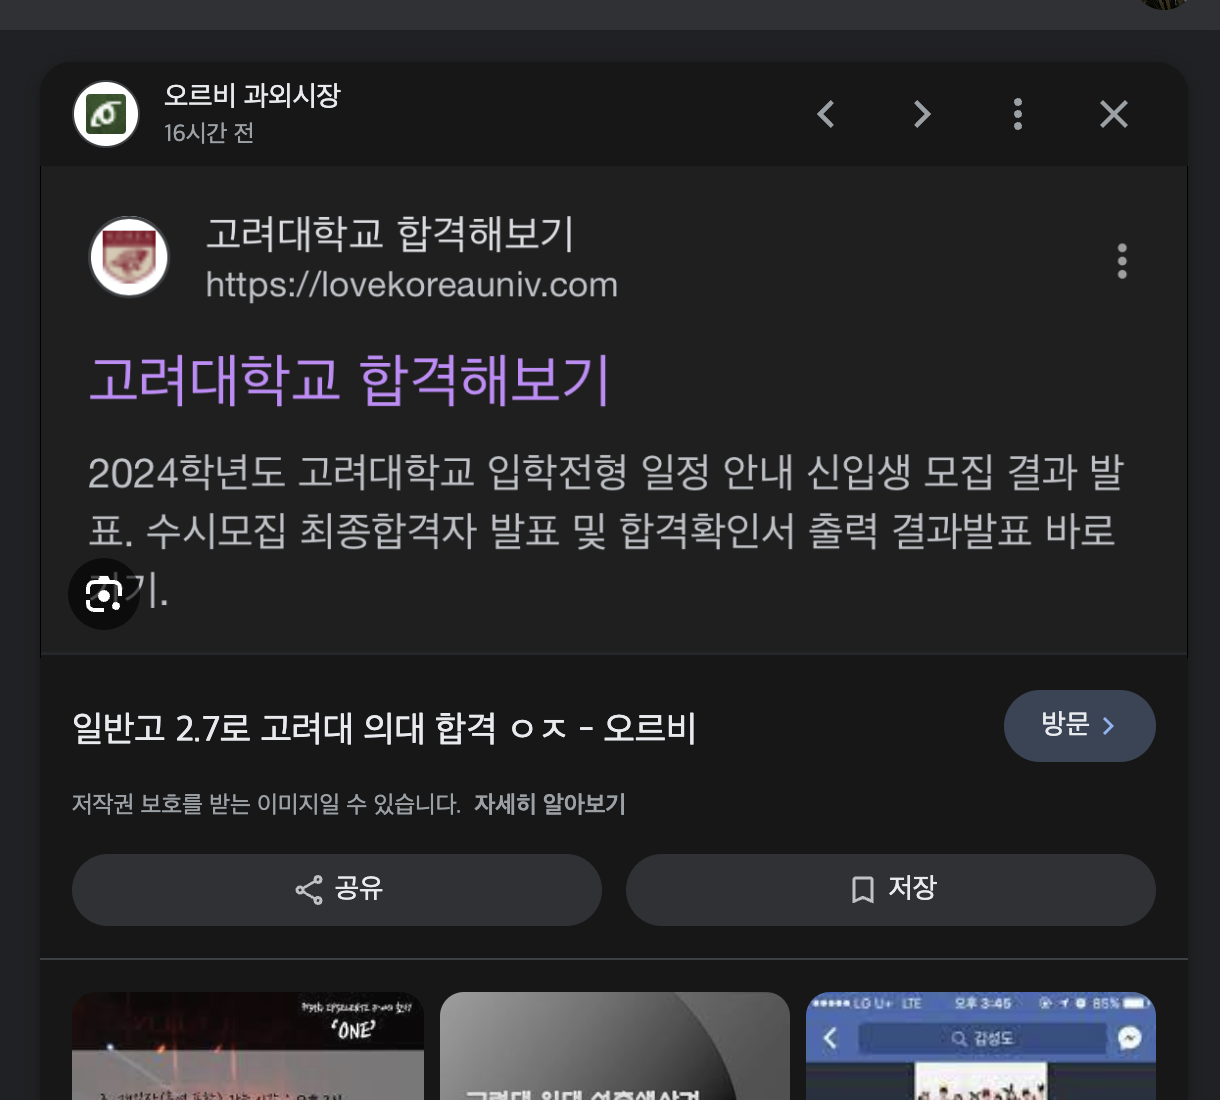 오르비 과외시장
16시간 전
고려대학교 합격해보기
https://lovekoreauniv.com
고려대학교 합격해보기
2024학년도 고려대학교 입학전형 일정 안내 신입생 모집 결과 발
표. 수시모집 최종합격자 발표 및 합격확인서 출력 결과발표 바로
기.
일반고 2.7로 고려대 의대 합격 ㅇㅈ - 오르비
방문
저작권 보호를 받는 이미지일 수 있습니다. 자세히 알아보기
공유
저장
'ONE'
LG U+ LTE 오후 3:45 85%
김성도